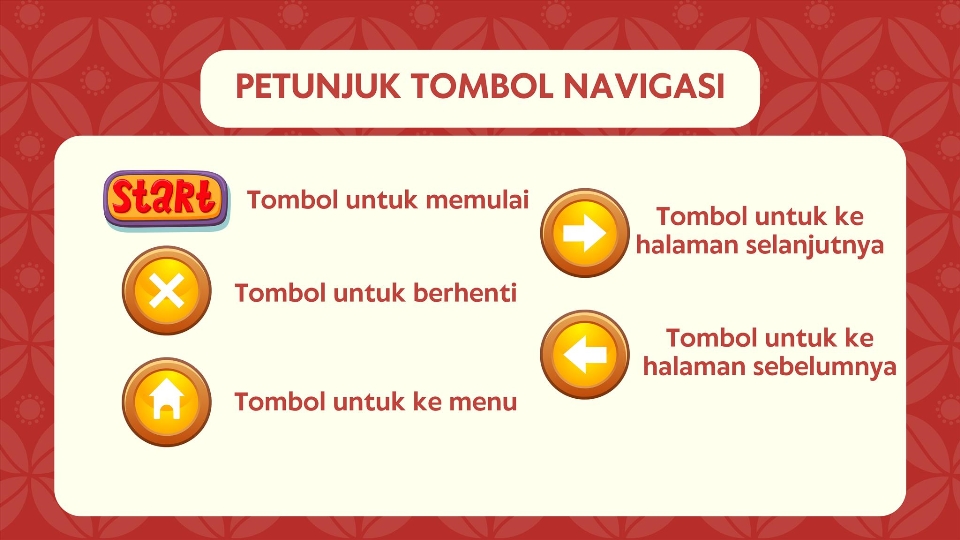 PETUNJUK TOMBOL NAVIGASI
Start
Tombol untuk memulai
Tombol untuk berhenti
Tombol untuk ke menu
Tombol untuk ke
halaman selanjutnya
Tombol untuk ke
halaman sebelumnya